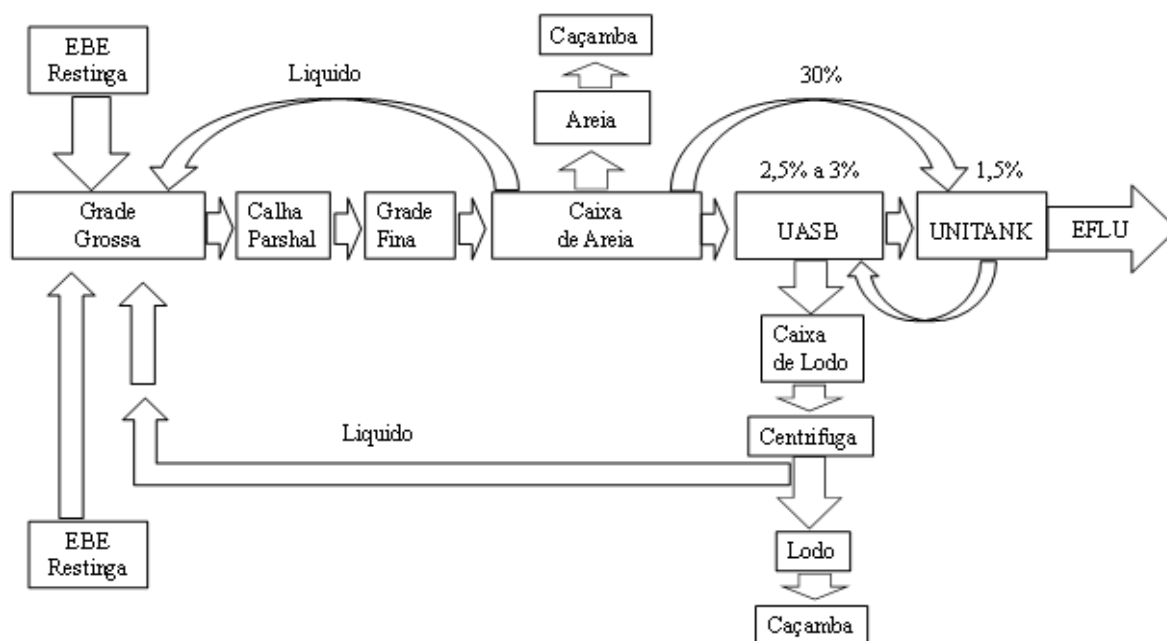 EBE
Restinga
Liquido
Caçamba
Areia
30%
Grade
Grossa
Calha
Parshal
Grade
Fina
Caixa
de Areia
2,5% a 3%
UASB
1,5%
UNITANK
EFLU
Caixa
de Lodo
Centrifuga
Liquido
EBE
Restinga
Lodo
Caçamba